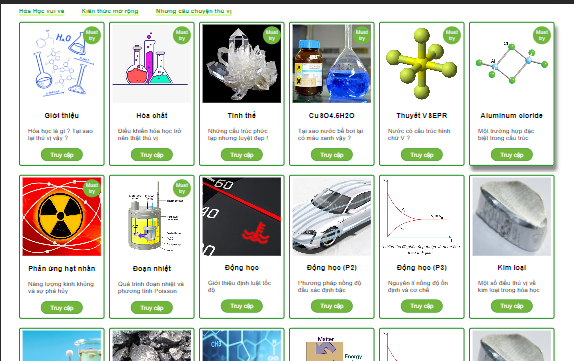 Hóa Học vui vẻ
Kiến thức mở rộng
Những câu chuyện thú vị
Must try
Must try
Must try
H₂O
Al
Cl
Giới thiệu
Hóa chất
Tinh thể
CuSO4.5H2O
Thuyết VSEPR
Aluminum cloride
Hóa học là gì ? Tại sao lại thú vị vậy ?
Điều khiển hóa học trở nên thật thú vị
Những cấu trúc phức tạp nhưng tuyệt đẹp !
Tại sao nước bể bơi lại có màu xanh vậy ?
Nước có cấu trúc hình chữ V ?
Một trường hợp đặc biệt trong cấu trúc
Truy cập
Truy cập
Truy cập
Truy cập
Truy cập
Truy cập
Must try
Must try
60
40
Phản ứng hạt nhân
Đoạn nhiệt
Động học
Động học (P2)
Động học (P3)
Kim loại
Năng lượng kinh khủng và sự phá hủy
Quá trình đoạn nhiệt và phương tình Poisson
Giới thiệu định luật tốc độ
Phương pháp nồng độ đầu xác định bậc
Nguyên lí nồng độ ổn định và cơ chế
Một số điều thú vị về kim loại trong hóa học
Truy cập
Truy cập
Truy cập
Truy cập
Truy cập
Truy cập
Matter
Energy